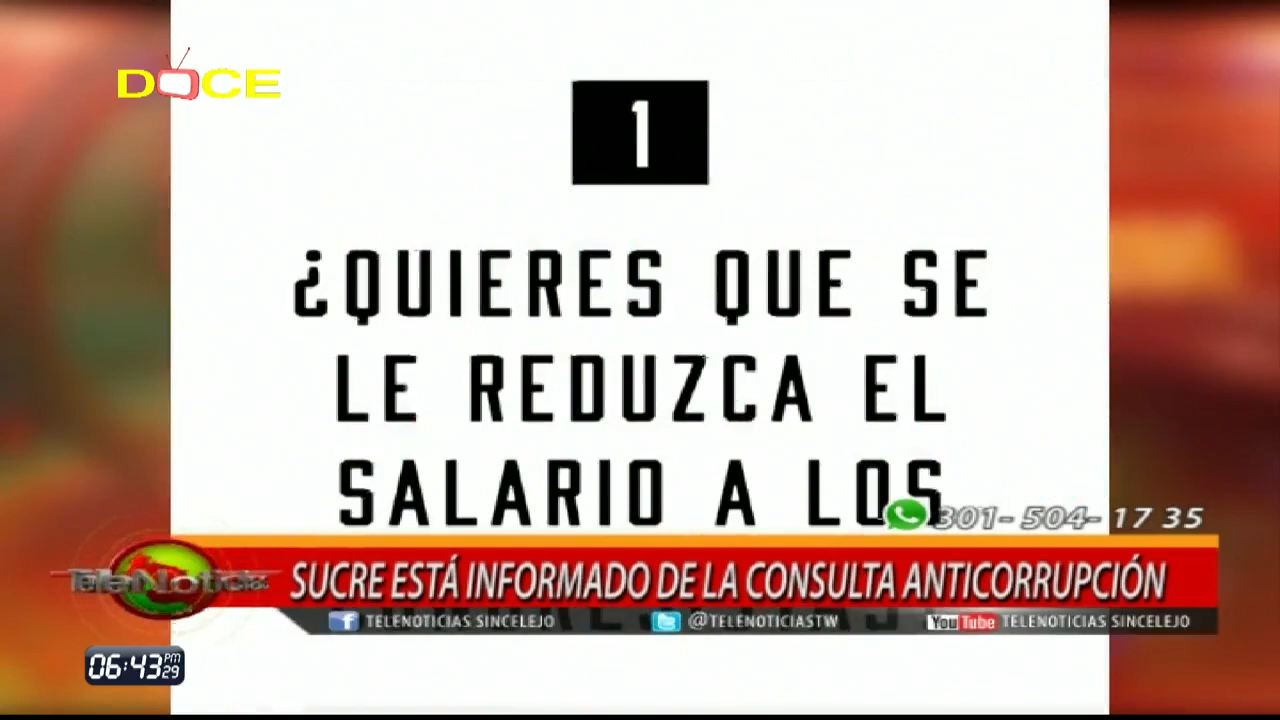 DOCE
1
¿QUIERES QUE SE
LE REDUZCA EL
SALARIO A LOS
301- 504- 17 35
TeleNoticias
SUCRE ESTÁ INFORMADO DE LA CONSULTA ANTICORRUPCIÓN
TELENOTICIAS SINCELEJO @TELENOTICIASTW YouTube TELENOTICIAS SINCELEJO
06:43 PM 29